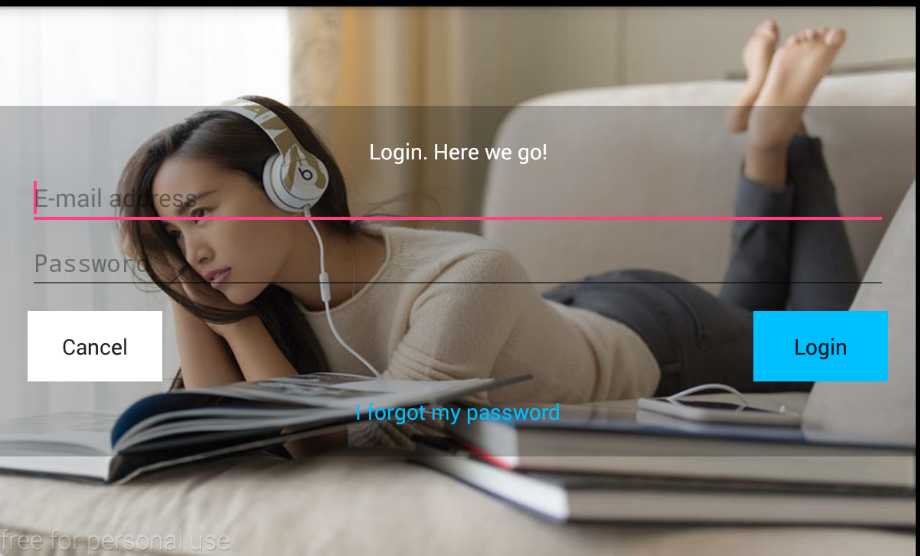 Login. Here we go!
E-mail address
Password
Cancel
Login
I forgot my password
free for personal use